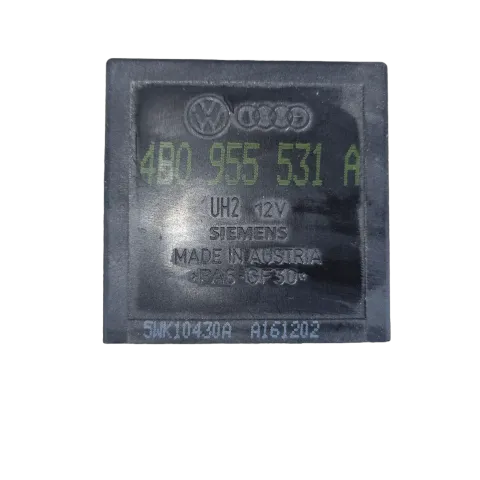 4B0 955 531 A
UH2 12V
SIEMENS
MADE IN AUSTRIA
>PA6-GF30<
5WK10430A A161202